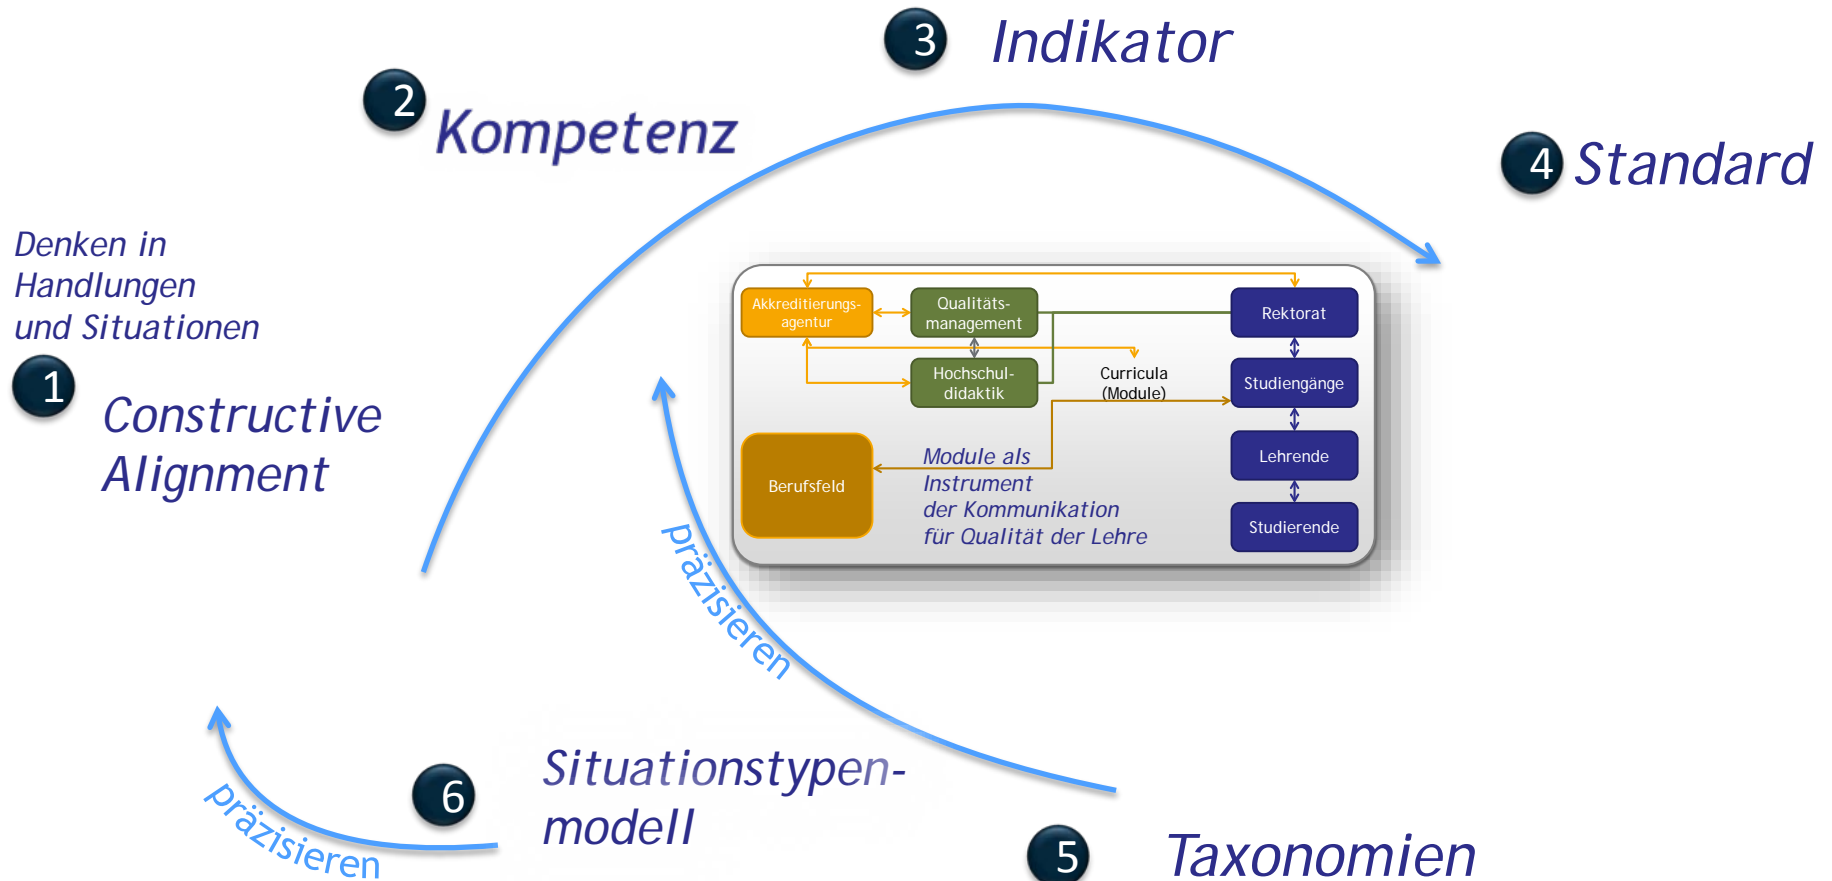 3 Indikator
2 Kompetenz
4 Standard
Denken in
Handlungen
und Situationen
1 Constructive
Alignment
Akkreditierungs-
agentur
Qualitäts-
management
Rektorat
Hochschul-
didaktik
Curricula
(Module)
Studiengänge
Berufsfeld
Module als
Instrument
der Kommunikation
für Qualität der Lehre
Lehrende
Studierende
präzisieren
6 Situationstypen-
modell
präzisieren
5 Taxonomien